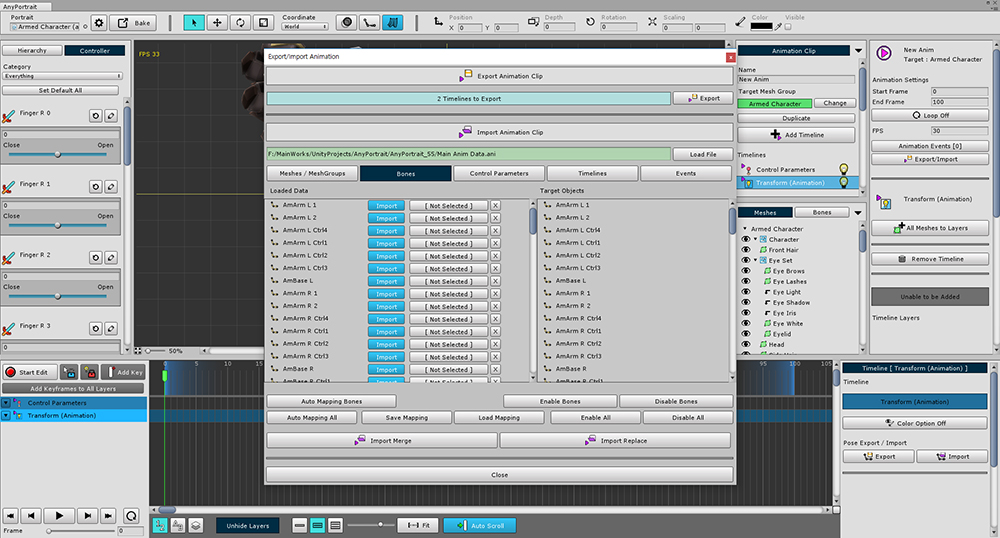 AnyPortrait
Portrait
Armed Character (a
Bake
Coordinate
World
Position
X
0
Y
0
Depth
0
Rotation
0
Scaling
0
0
Color
Visible
Hierarchy
Controller
Category
Everything
Set Default All
Finger R 0
0
Close
Open
Finger R 1
0
Close
Open
Finger R 2
0
Close
Open
Finger R 3
0
FPS 33
50%
Export/Import Animation
x
Export Animation Clip
2 Timelines to Export
Export
Import Animation Clip
F:/MainWorks/UnityProjects/AnyPortrait/AnyPortrait_5S/Main Anim Data.ani
Load File
Meshes / MeshGroups
Bones
Control Parameters
Timelines
Events
Loaded Data
Target Objects
AmArm L 1 Import [ Not Selected ] X AmArm L 1
AmArm L 2 Import [ Not Selected ] X AmArm L 2
AmArm L Ctrl4 Import [ Not Selected ] X AmArm L Ctrl4
AmArm L Ctrl1 Import [ Not Selected ] X AmArm L Ctrl1
AmArm L Ctrl2 Import [ Not Selected ] X AmArm L Ctrl2
AmArm L Ctrl3 Import [ Not Selected ] X AmArm L Ctrl3
AmBase L Import [ Not Selected ] X AmBase L
AmArm R 1 Import [ Not Selected ] X AmArm R 1
AmArm R 2 Import [ Not Selected ] X AmArm R 2
AmArm R Ctrl4 Import [ Not Selected ] X AmArm R Ctrl4
AmArm R Ctrl1 Import [ Not Selected ] X AmArm R Ctrl1
AmArm R Ctrl2 Import [ Not Selected ] X AmArm R Ctrl2
AmArm R Ctrl3 Import [ Not Selected ] X AmArm R Ctrl3
AmBase R Import [ Not Selected ] X AmBase R
AmBase R Ctrl1 Import [ Not Selected ] X AmBase R Ctrl1
Auto Mapping Bones
Enable Bones
Disable Bones
Auto Mapping All
Save Mapping
Load Mapping
Enable All
Disable All
Import Merge
Import Replace
Close
Animation Clip
Name
New Anim
Target Mesh Group
Armed Character
Change
Duplicate
Add Timeline
Timelines
Control Parameters
Transform (Animation)
Meshes
Bones
Armed Character
Character
Front Hair
Eye Set
Eye Brows
Eye Lashes
Eye Light
Eye Shadow
Eye Iris
Eye White
Eyelid
Head
New Anim
Target : Armed Character
Animation Settings
Start Frame
0
End Frame
100
Loop Off
FPS
30
Animation Events [0]
Export/Import
Transform (Animation)
All Meshes to Layers
Remove Timeline
Unable to be Added
Timeline Layers
Start Edit
Add Key
Add Keyframes to All Layers
Control Parameters
Transform (Animation)
Frame
0
0
5
95
100
105
Unhide Layers
Fit
Auto Scroll
Timeline [ Transform (Animation) ]
Timeline
Transform (Animation)
Color Option Off
Pose Export / Import
Export
Import